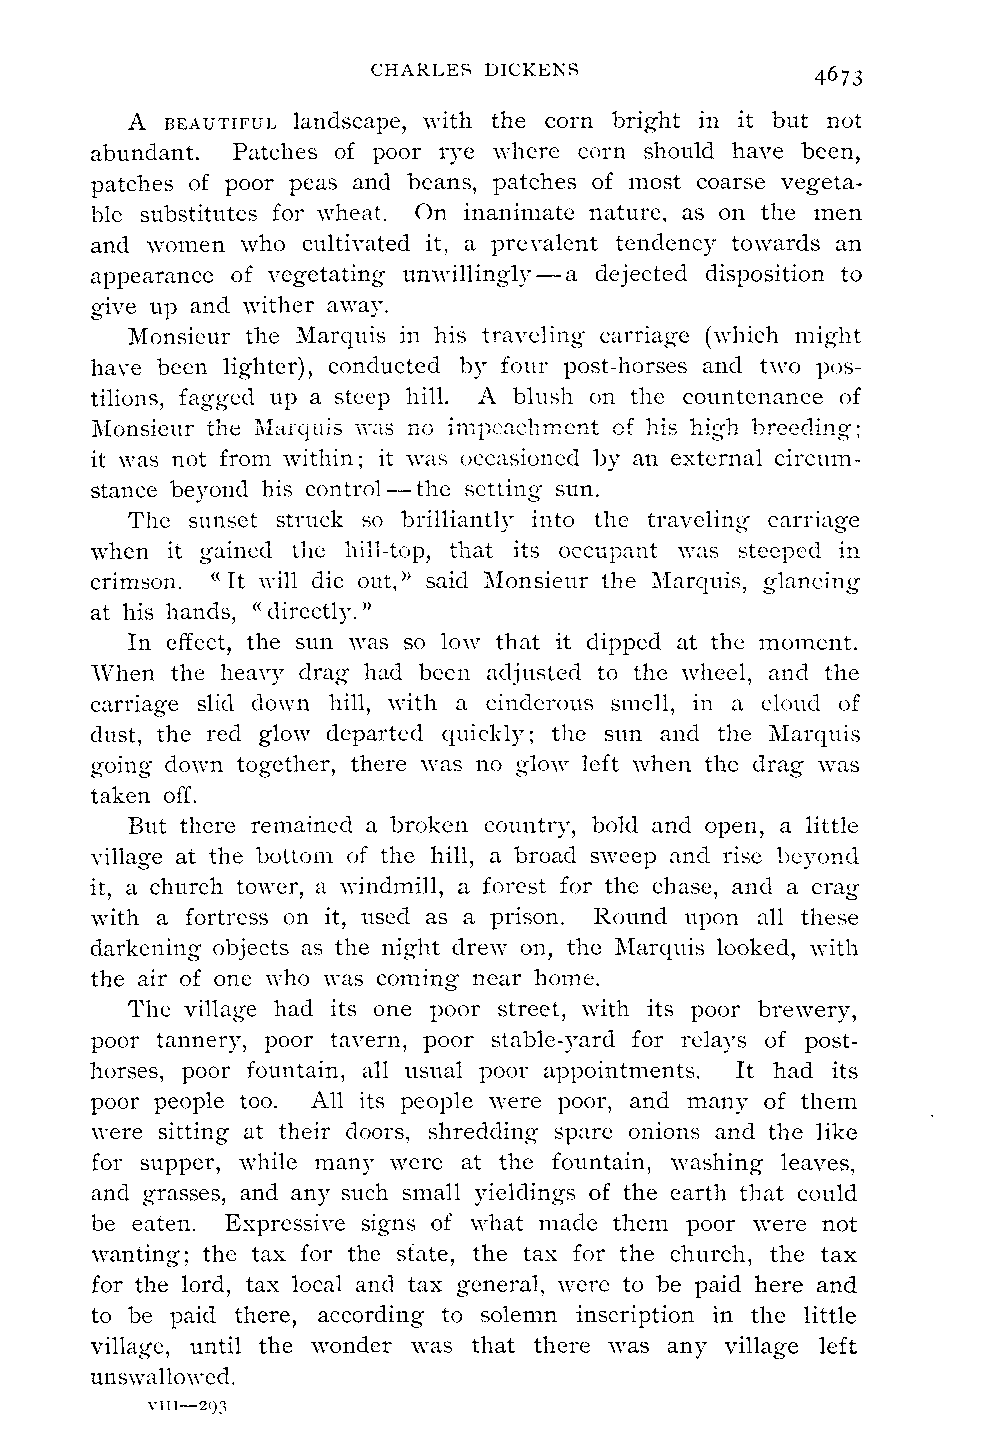 CHARLES DICKENS 4673
A BEAUTIFUL landscape, with the corn bright in it but not
abundant. Patches of poor rye where corn should have been,
patches of poor peas and beans, patches of most coarse vegeta-
ble substitutes for wheat. On inanimate nature, as on the men
and women who cultivated it, a prevalent tendency towards an
appearance of vegetating unwillingly—a dejected disposition to
give up and wither away.
Monsieur the Marquis in his traveling carriage (which might
have been lighter), conducted by four post-horses and two pos-
tilions, fagged up a steep hill. A blush on the countenance of
Monsieur the Marquis was no impeachment of his high breeding;
it was not from within; it was occasioned by an external circum-
stance beyond his control—the setting sun.
The sunset struck so brilliantly into the traveling carriage
when it gained the hill-top, that its occupant was steeped in
crimson. "It will die out," said Monsieur the Marquis, glancing
at his hands, "directly."
In effect, the sun was so low that it dipped at the moment.
When the heavy drag had been adjusted to the wheel, and the
carriage slid down hill, with a cinderous smell, in a cloud of
dust, the red glow departed quickly; the sun and the Marquis
going down together, there was no glow left when the drag was
taken off.
But there remained a broken country, bold and open, a little
village at the bottom of the hill, a broad sweep and rise beyond
it, a church tower, a windmill, a forest for the chase, and a crag
with a fortress on it, used as a prison. Round upon all these
darkening objects as the night drew on, the Marquis looked, with
the air of one who was coming near home.
The village had its one poor street, with its poor brewery,
poor tannery, poor tavern, poor stable-yard for relays of post-
horses, poor fountain, all usual poor appointments. It had its
poor people too. All its people were poor, and many of them
were sitting at their doors, shredding spare onions and the like
for supper, while many were at the fountain, washing leaves,
and grasses, and any such small yieldings of the earth that could
be eaten. Expressive signs of what made them poor were not
wanting; the tax for the state, the tax for the church, the tax
for the lord, tax local and tax general, were to be paid here and
to be paid there, according to solemn inscription in the little
village, until the wonder was that there was any village left
unswallowed.
VIII—293